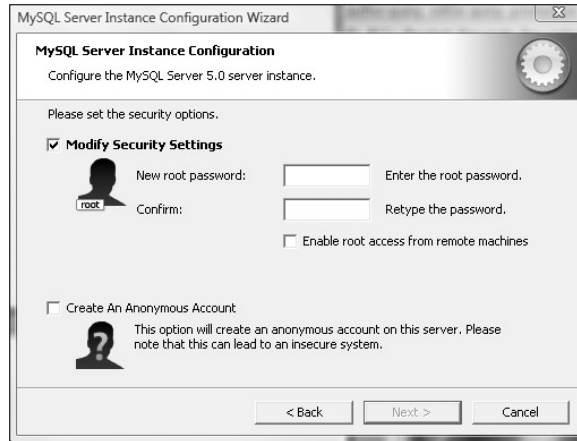 MySQL Server Instance Configuration Wizard
MySQL Server Instance Configuration
Configure the MySQL Server 5.0 server instance.
Please set the security options.
Modify Security Settings
root
New root password:
Enter the root password.
Confirm:
Retype the password.
Enable root access from remote machines
Create An Anonymous Account
This option will create an anonymous account on this server. Please
note that this can lead to an insecure system.
< Back
Next >
Cancel